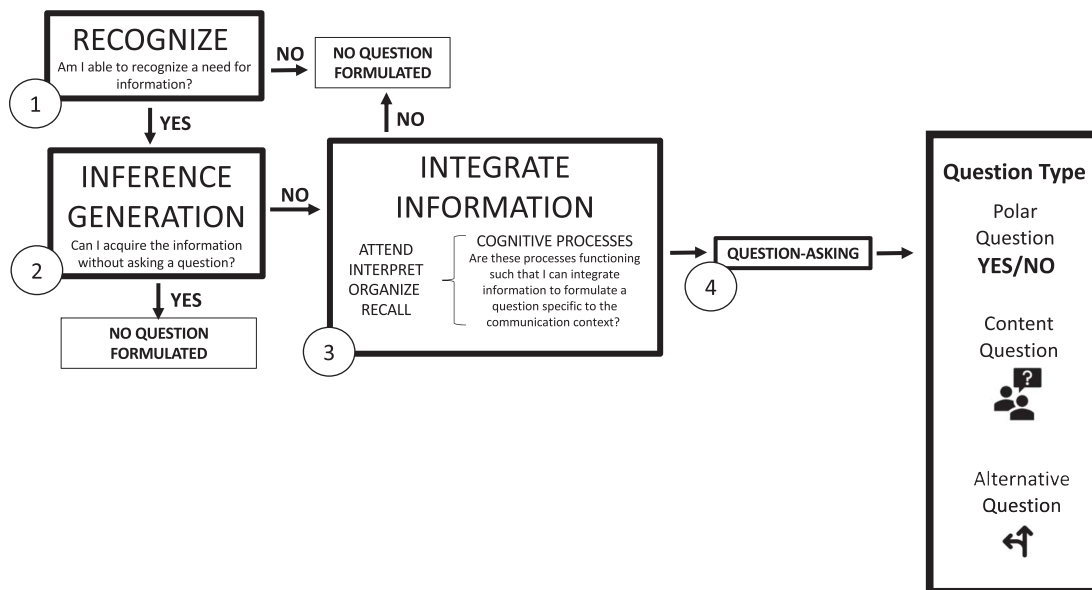 RECOGNIZE
Am I able to recognize a need for
information?
1
NO
NO QUESTION
FORMULATED
YES
NO
INFERENCE
GENERATION
Can I acquire the information
without asking a question?
2
NO
YES
NO QUESTION
FORMULATED
INTEGRATE
INFORMATION
ATTEND
INTERPRET
ORGANIZE
RECALL
COGNITIVE PROCESSES
Are these processes functioning
such that I can integrate
information to formulate a
question specific to the
communication context?
3
QUESTION-ASKING
4
Question Type
Polar
Question
YES/NO
Content
Question
?
Alternative
Question